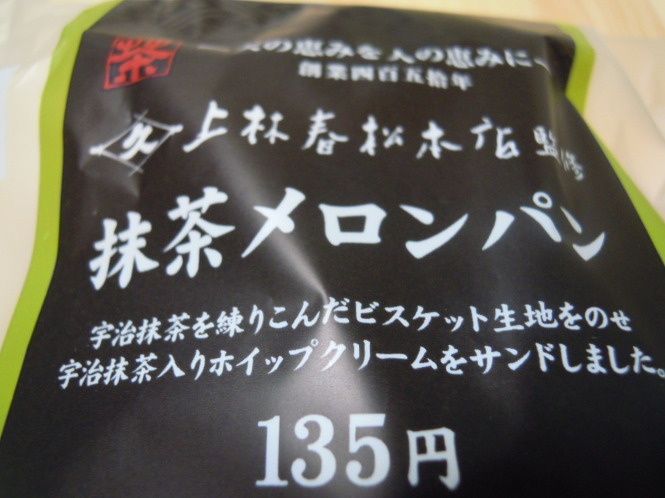 茶
の恵みを人の恵みに
創業四百五拾年
久 上林春松本店 監修
抹茶メロンパン
宇治抹茶を練りこんだビスケット生地をのせ
宇治抹茶入りホイップクリームをサンドしました。
135円